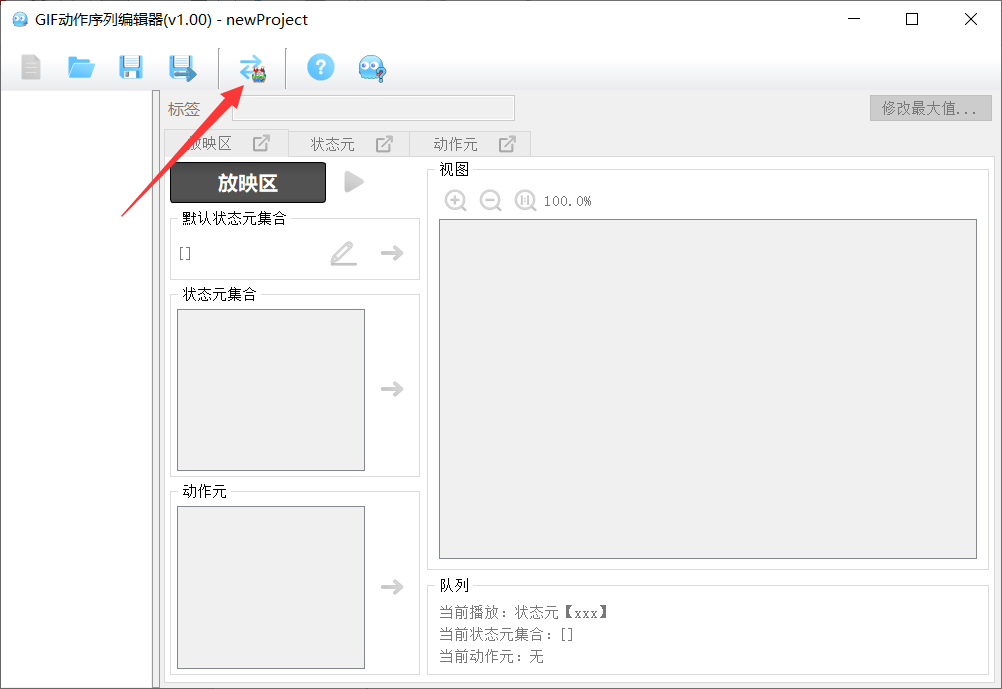 GIF动作序列编辑器(v1.00) - newProject
标签
修改最大值...
放映区
状态元
动作元
放映区
视图
100.0%
默认状态元集合
[]
状态元集合
动作元
队列
当前播放: 状态元【xxx】
当前状态元集合: []
当前动作元: 无